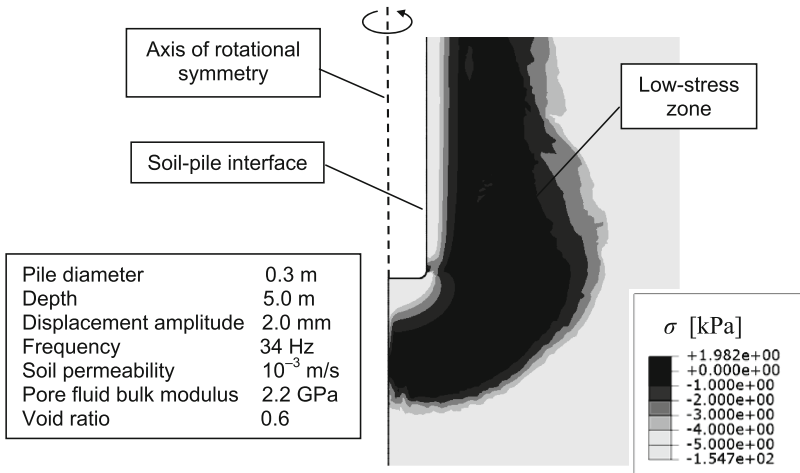 Axis of rotational
symmetry
Low-stress
zone
Soil-pile interface
Pile diameter 0.3 m
Depth 5.0 m
Displacement amplitude 2.0 mm
Frequency 34 Hz
Soil permeability 10⁻³ m/s
Pore fluid bulk modulus 2.2 GPa
Void ratio 0.6
σ [kPa]
+1.982e+00
+0.000e+00
-1.000e+00
-2.000e+00
-3.000e+00
-4.000e+00
-5.000e+00
-1.547e+02